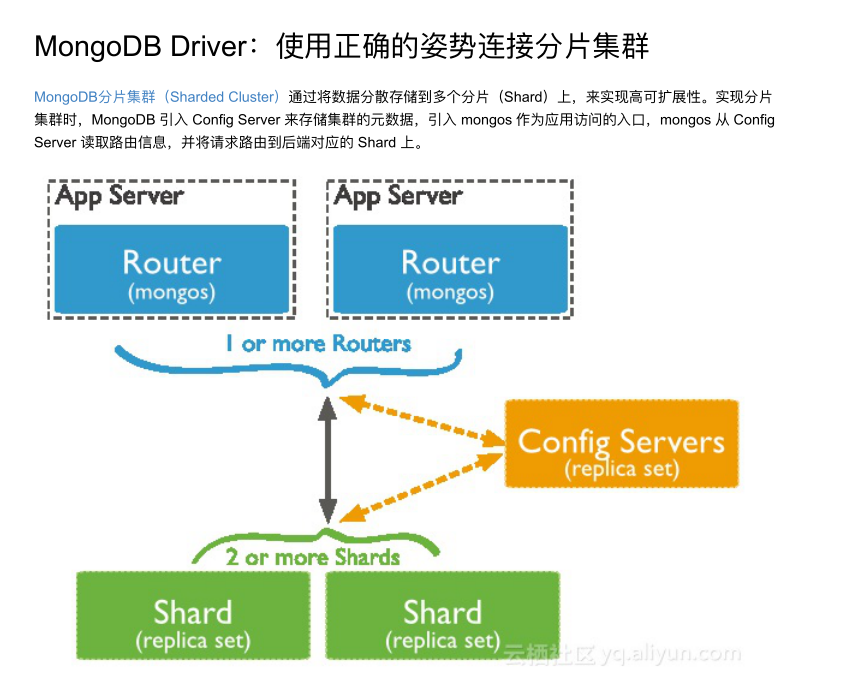 MongoDB Driver：使用正确的姿势连接分片集群
MongoDB分片集群（Sharded Cluster）通过将数据分散存储到多个分片（Shard）上，来实现高可扩展性。实现分片
集群时，MongoDB 引入 Config Server 来存储集群的元数据，引入 mongos 作为应用访问的入口，mongos 从 Config
Server 读取路由信息，并将请求路由到后端对应的 Shard 上。
App Server
App Server
Router
(mongos)
Router
(mongos)
1 or more Routers
Config Servers
(replica set)
2 or more Shards
Shard
(replica set)
Shard
(replica set)
云栖社区 yq.aliyun.com